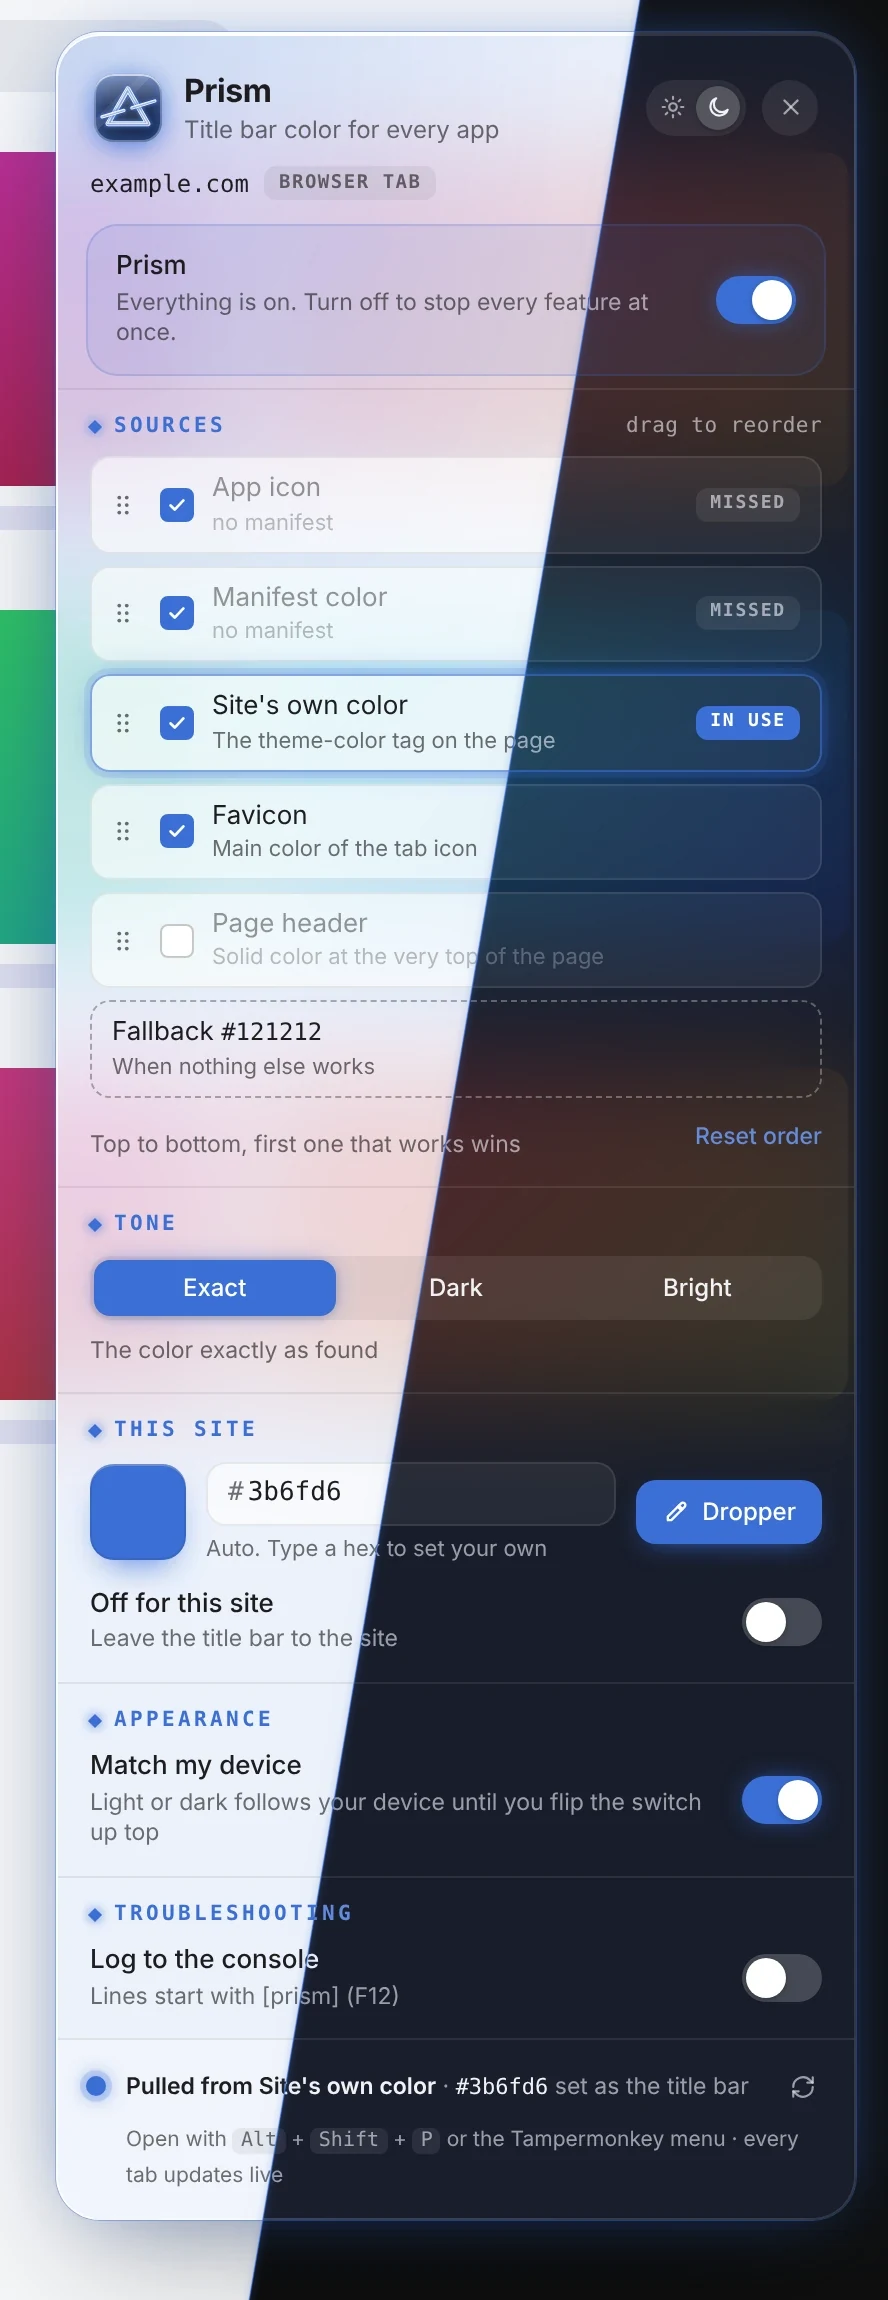 Prism
Title bar color for every app
example.com BROWSER TAB
Prism
Everything is on. Turn off to stop every feature at
once.
SOURCES drag to reorder
App icon
no manifest
MISSED
Manifest color
no manifest
MISSED
Site's own color
The theme-color tag on the page
IN USE
Favicon
Main color of the tab icon
Page header
Solid color at the very top of the page
Fallback #121212
When nothing else works
Top to bottom, first one that works wins
Reset order
TONE
Exact Dark Bright
The color exactly as found
THIS SITE
#3b6fd6
Auto. Type a hex to set your own
Dropper
Off for this site
Leave the title bar to the site
APPEARANCE
Match my device
Light or dark follows your device until you flip the switch
up top
TROUBLESHOOTING
Log to the console
Lines start with [prism] (F12)
Pulled from Site's own color · #3b6fd6 set as the title bar
Open with Alt + Shift + P or the Tampermonkey menu · every
tab updates live